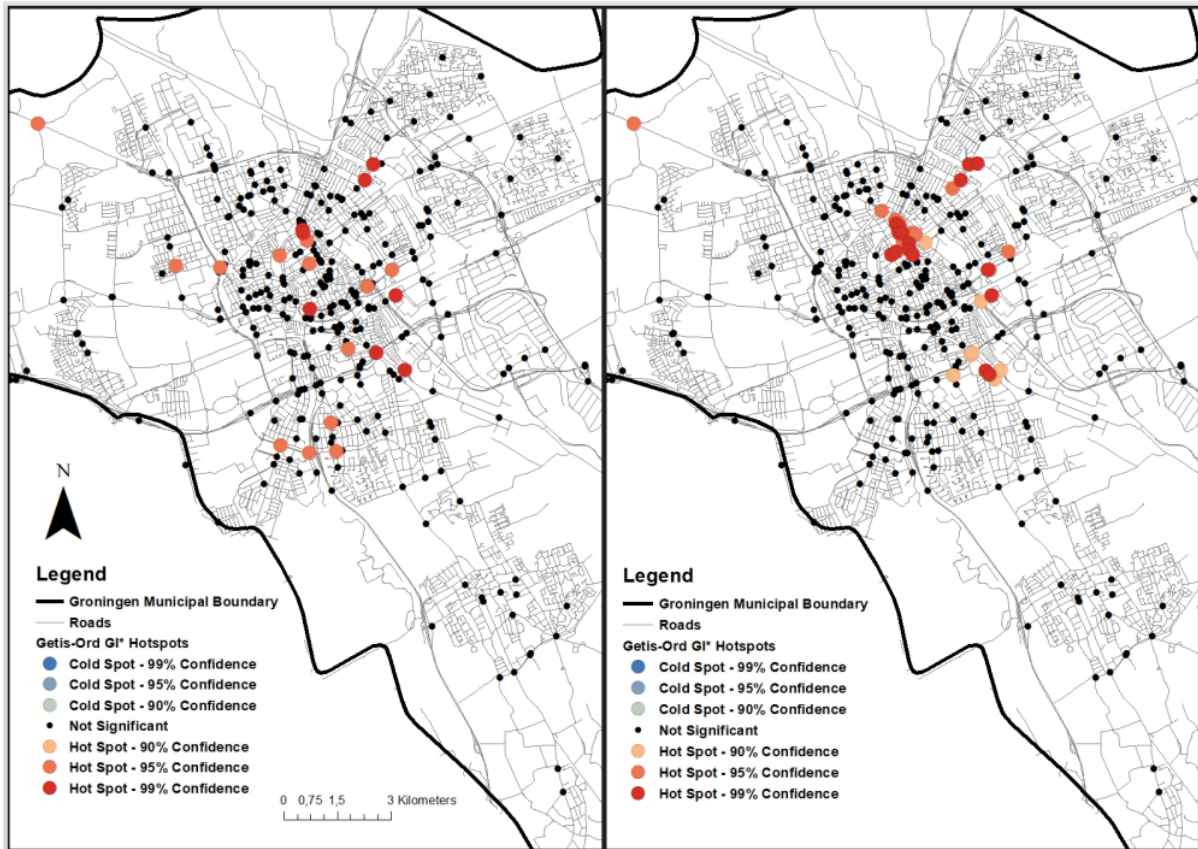 N
Legend
Groningen Municipal Boundary
Roads
Getis-Ord GI* Hotspots
Cold Spot - 99% Confidence
Cold Spot - 95% Confidence
Cold Spot - 90% Confidence
Not Significant
Hot Spot - 90% Confidence
Hot Spot - 95% Confidence
Hot Spot - 99% Confidence
0 0,75 1,5 3 Kilometers
Legend
Groningen Municipal Boundary
Roads
Getis-Ord GI* Hotspots
Cold Spot - 99% Confidence
Cold Spot - 95% Confidence
Cold Spot - 90% Confidence
Not Significant
Hot Spot - 90% Confidence
Hot Spot - 95% Confidence
Hot Spot - 99% Confidence